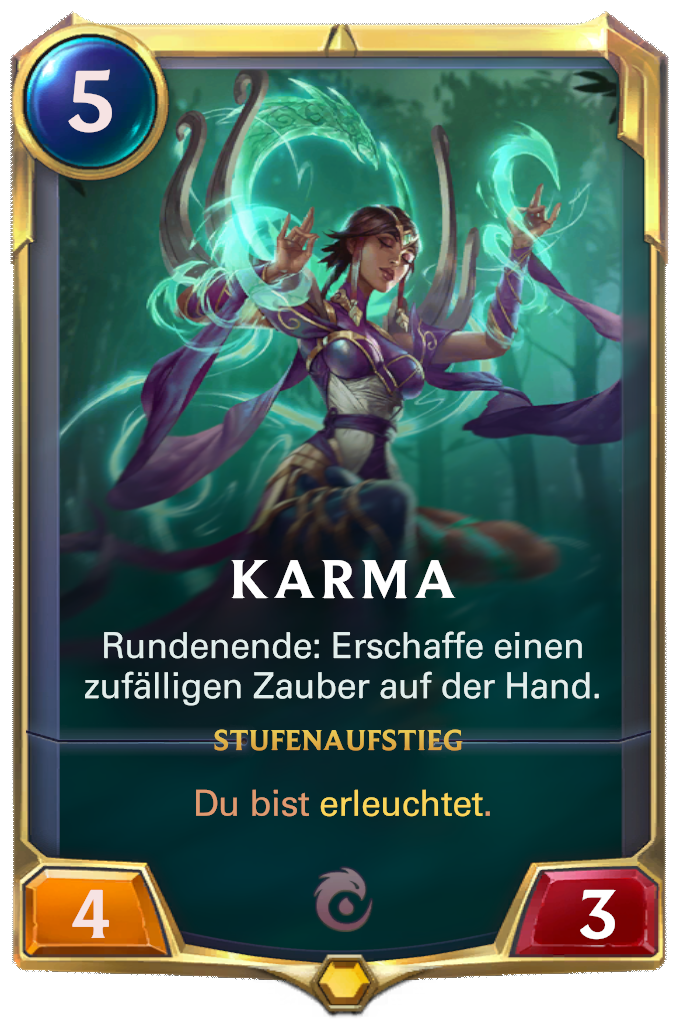 5
KARMA
Rundenende: Erschaffe einen
zufälligen Zauber auf der Hand.
STUFENAUFSTIEG
Du bist erleuchtet.
4
3